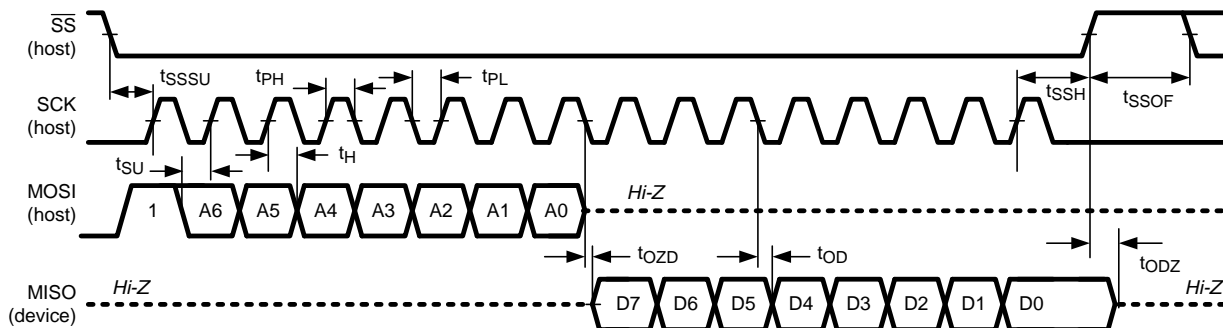 SS
(host)
tSSSU
tPH
tPL
tSSH
tSSOF
SCK
(host)
tSU
tH
MOSI
(host)
1 A6 A5 A4 A3 A2 A1 A0
Hi-Z
tOZD
tOD
tODZ
MISO
(device)
Hi-Z
D7 D6 D5 D4 D3 D2 D1 D0
Hi-Z